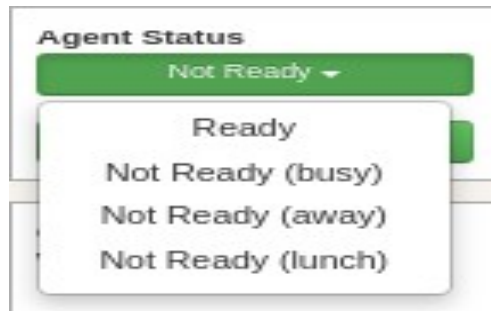 Agent Status
Not Ready
Ready
Not Ready (busy)
Not Ready (away)
Not Ready (lunch)